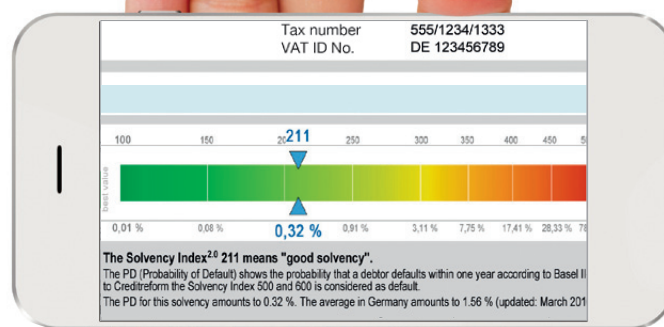 Tax number 555/1234/1333
VAT ID No. DE 123456789
100 150 211 250 300 350 400 450
best value
0,01 % 0,08 % 0,32 % 0,91 % 3,11 % 7,75 % 17,41 % 28,33 %
The Solvency Index2.0 211 means "good solvency".
The PD (Probability of Default) shows the probability that a debtor defaults within one year according to Basel II
to Creditreform the Solvency Index 500 and 600 is considered as default.
The PD for this solvency amounts to 0.32 %. The average in Germany amounts to 1.56 % (updated: March 201